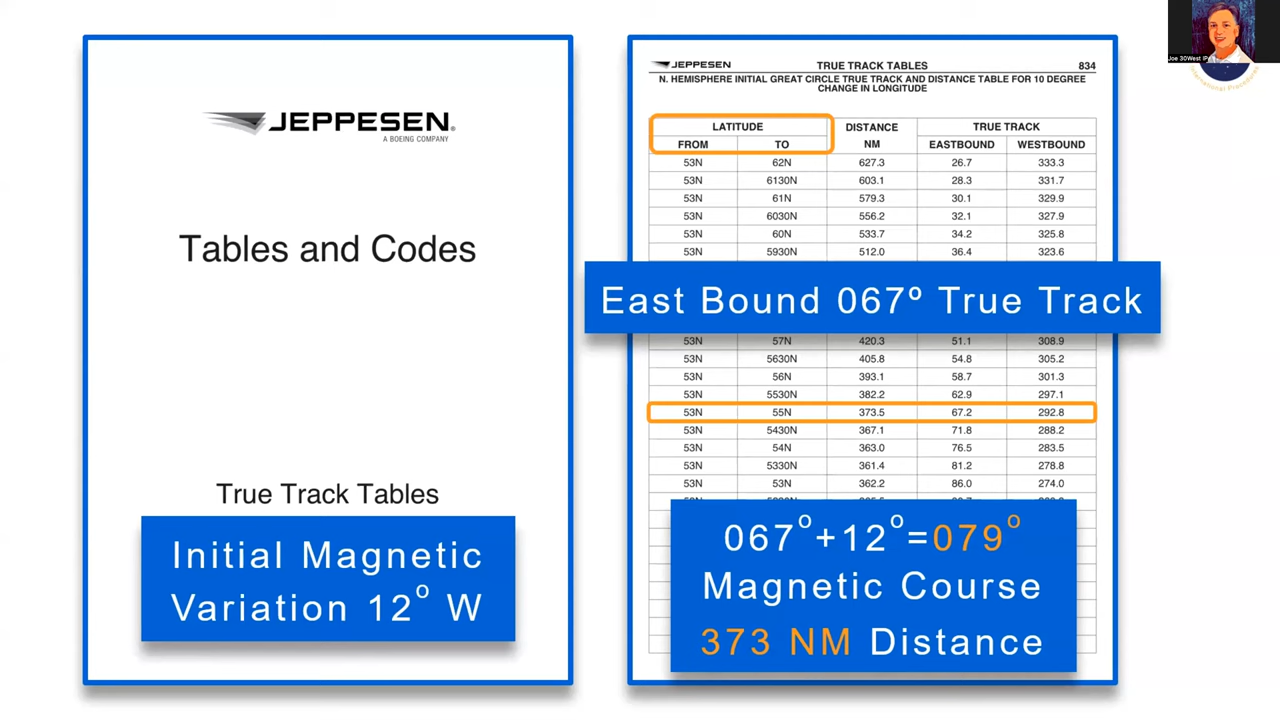 JEPPESEN
A BOEING COMPANY
Tables and Codes
True Track Tables
Initial Magnetic
Variation 12° W
JEPPESEN TRUE TRACK TABLES 834
N. HEMISPHERE INITIAL GREAT CIRCLE TRUE TRACK AND DISTANCE TABLE FOR 10 DEGREE
CHANGE IN LONGITUDE
LATITUDE DISTANCE TRUE TRACK
FROM TO NM EASTBOUND WESTBOUND
53N 62N 627.3 26.7 333.3
53N 6130N 603.1 28.3 331.7
53N 61N 579.3 30.1 329.9
53N 6030N 556.2 32.1 327.9
53N 60N 533.7 34.2 325.8
53N 5930N 512.0 36.4 323.6
East Bound 067º True Track
53N 57N 420.3 51.1 308.9
53N 5630N 405.8 54.8 305.2
53N 56N 393.1 58.7 301.3
53N 5530N 382.2 62.9 297.1
53N 55N 373.5 67.2 292.8
53N 5430N 367.1 71.8 288.2
53N 54N 363.0 76.5 283.5
53N 5330N 361.4 81.2 278.8
53N 53N 362.2 86.0 274.0
067°+12°=079°
Magnetic Course
373 NM Distance
Joe 30West IP
International Procedures